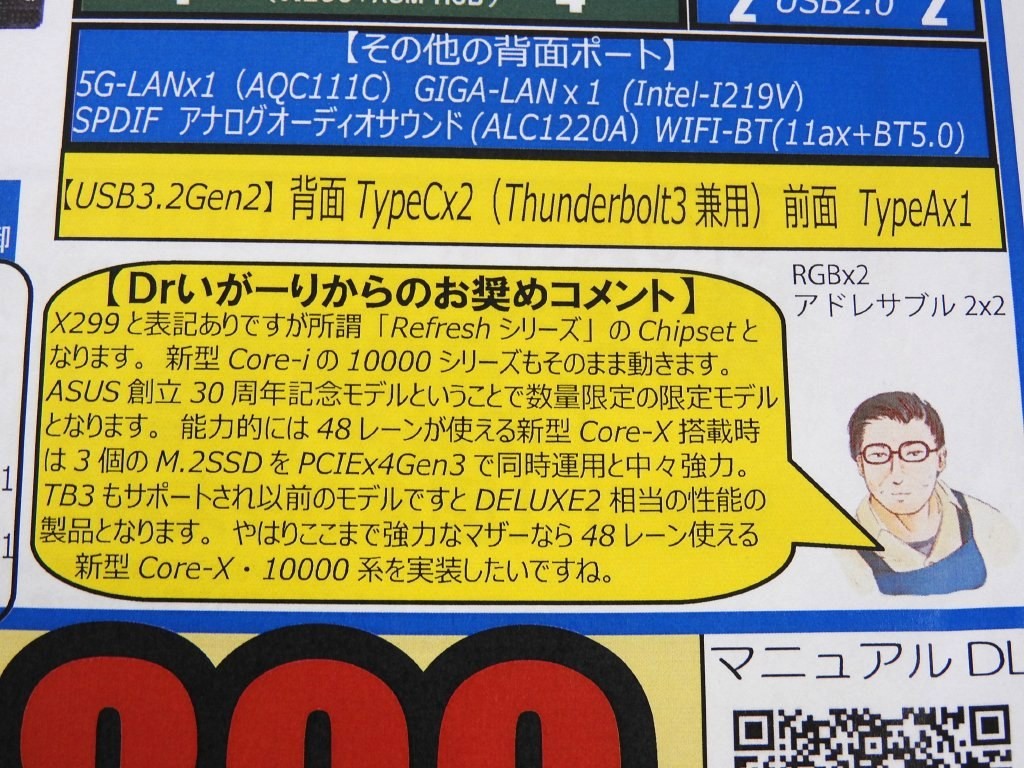 2 USB2.0 2
【その他の背面ポート】
5G-LANx1（AQC111C） GIGA-LANｘ1 (Intel-I219V)
SPDIF アナログオーディオサウンド(ALC1220A） WIFI-BT(11ax+BT5.0)
【USB3.2Gen2】背面 TypeCx2（Thunderbolt3 兼用） 前面 TypeAx1
RGBx2
アドレサブル 2x2
【Drいがーりからのお奨めコメント】
X299 と表記ありですが所謂「Refresh シリーズ」の Chipset と
なります。 新型 Core-i の 10000 シリーズもそのまま動きます。
ASUS 創立 30 周年記念モデルということで数量限定の限定モデル
となります。 能力的には 48 レーンが使える新型 Core-X 搭載時
は 3 個の M.2SSD を PCIEx4Gen3 で同時運用と中々強力。
TB3 もサポートされ以前のモデルですと DELUXE2 相当の性能の
製品となります。 やはりここまで強力なマザーなら 48 レーン使える
新型 Core-X・10000 系を実装したいですね。
1
1
マニュアル DL